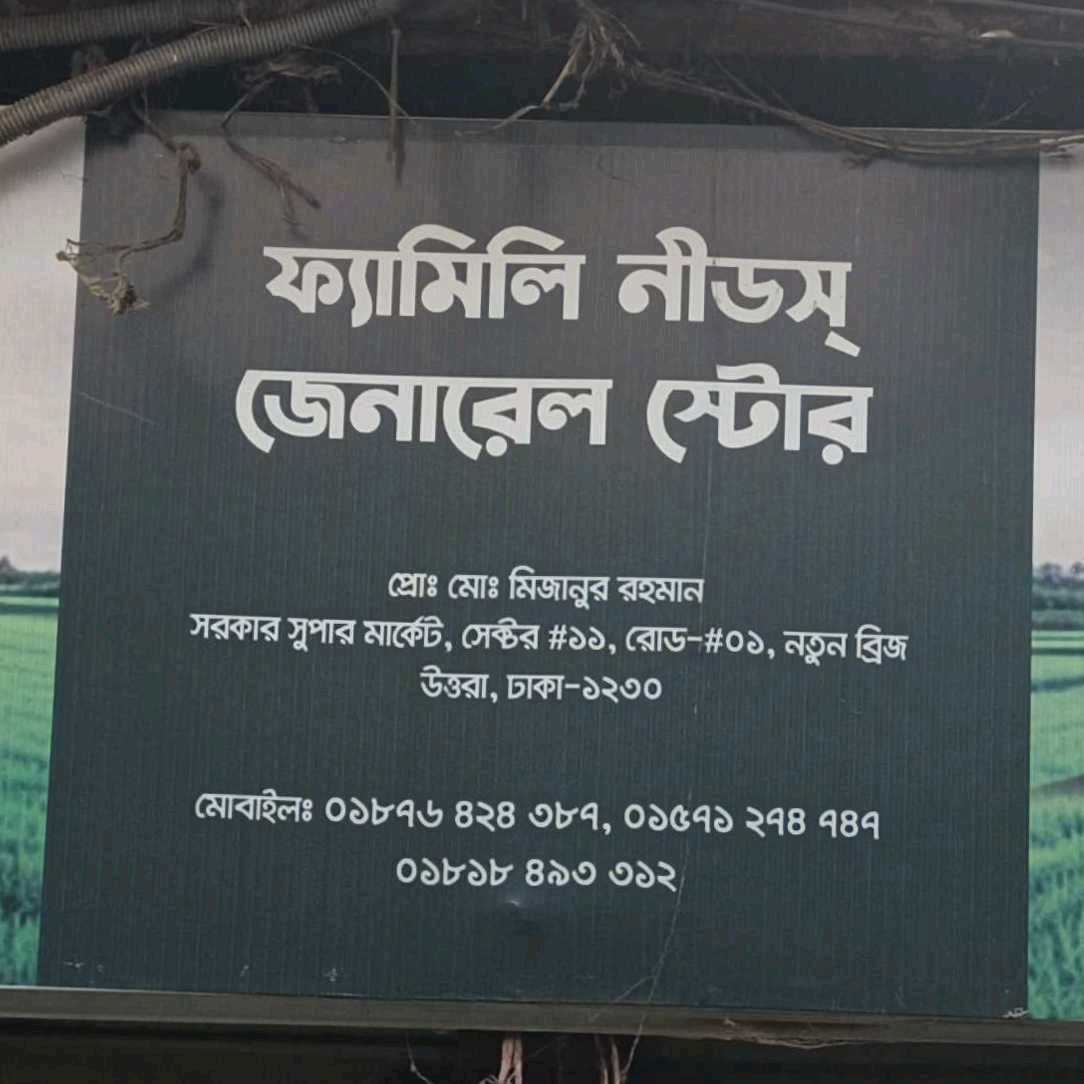 ফ্যামিলি নীডস্
জেনারেল স্টোর
প্রোঃ মোঃ মিজানুর রহমান
সরকার সুপার মার্কেট, সেক্টর #১১, রোড-#০১, নতুন ব্রিজ
উত্তরা, ঢাকা-১২৩০
মোবাইলঃ ০১৮৭৬ ৪২৪ ৩৮৭, ০১৫৭১ ২৭৪ ৭৪৭
০১৮১৮ ৪৯৩ ৩১২